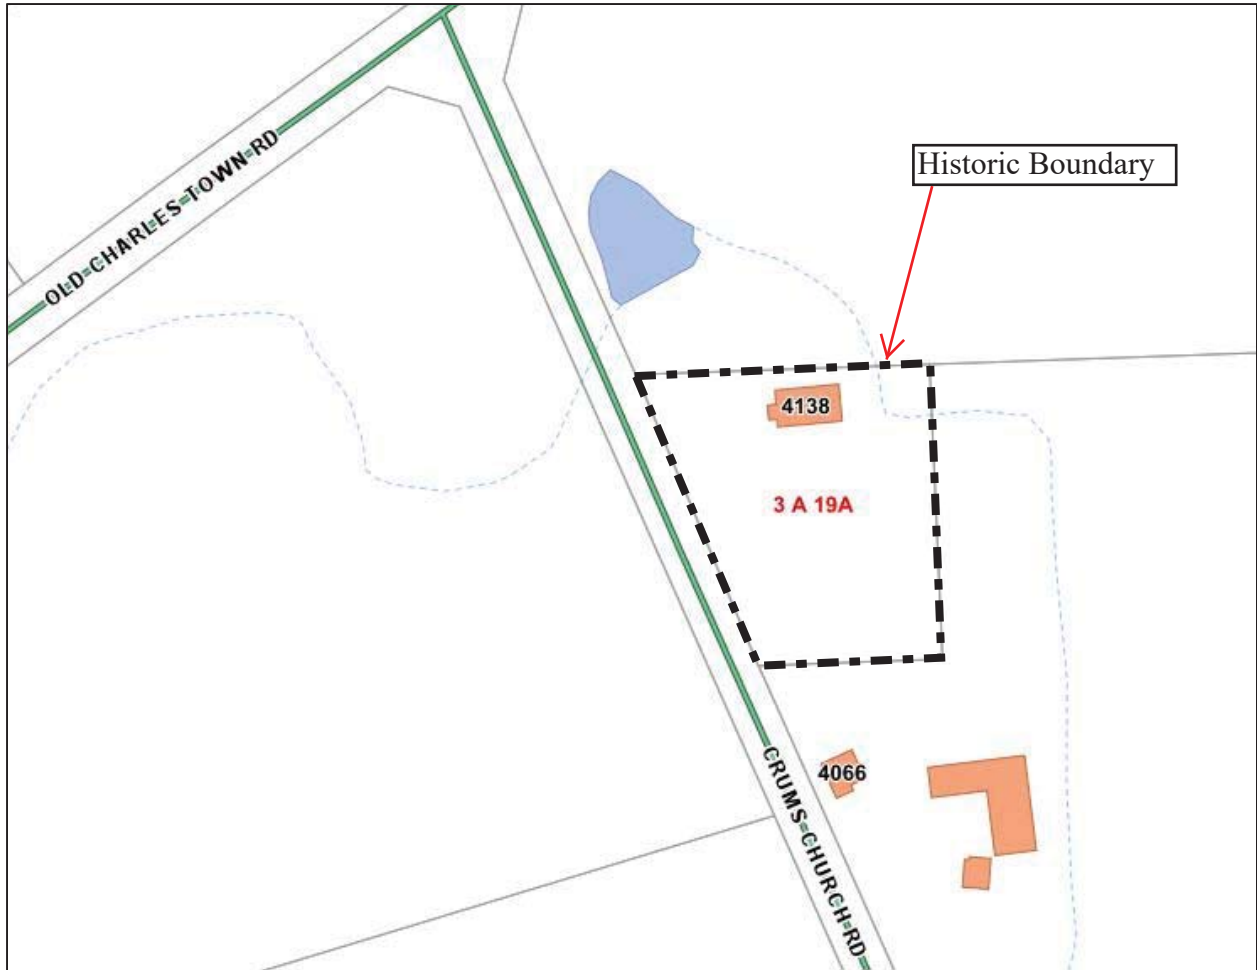 OLD CHARLES TOWN RD
Historic Boundary
4138
3 A 19A
4066
CRUMS CHURCH RD